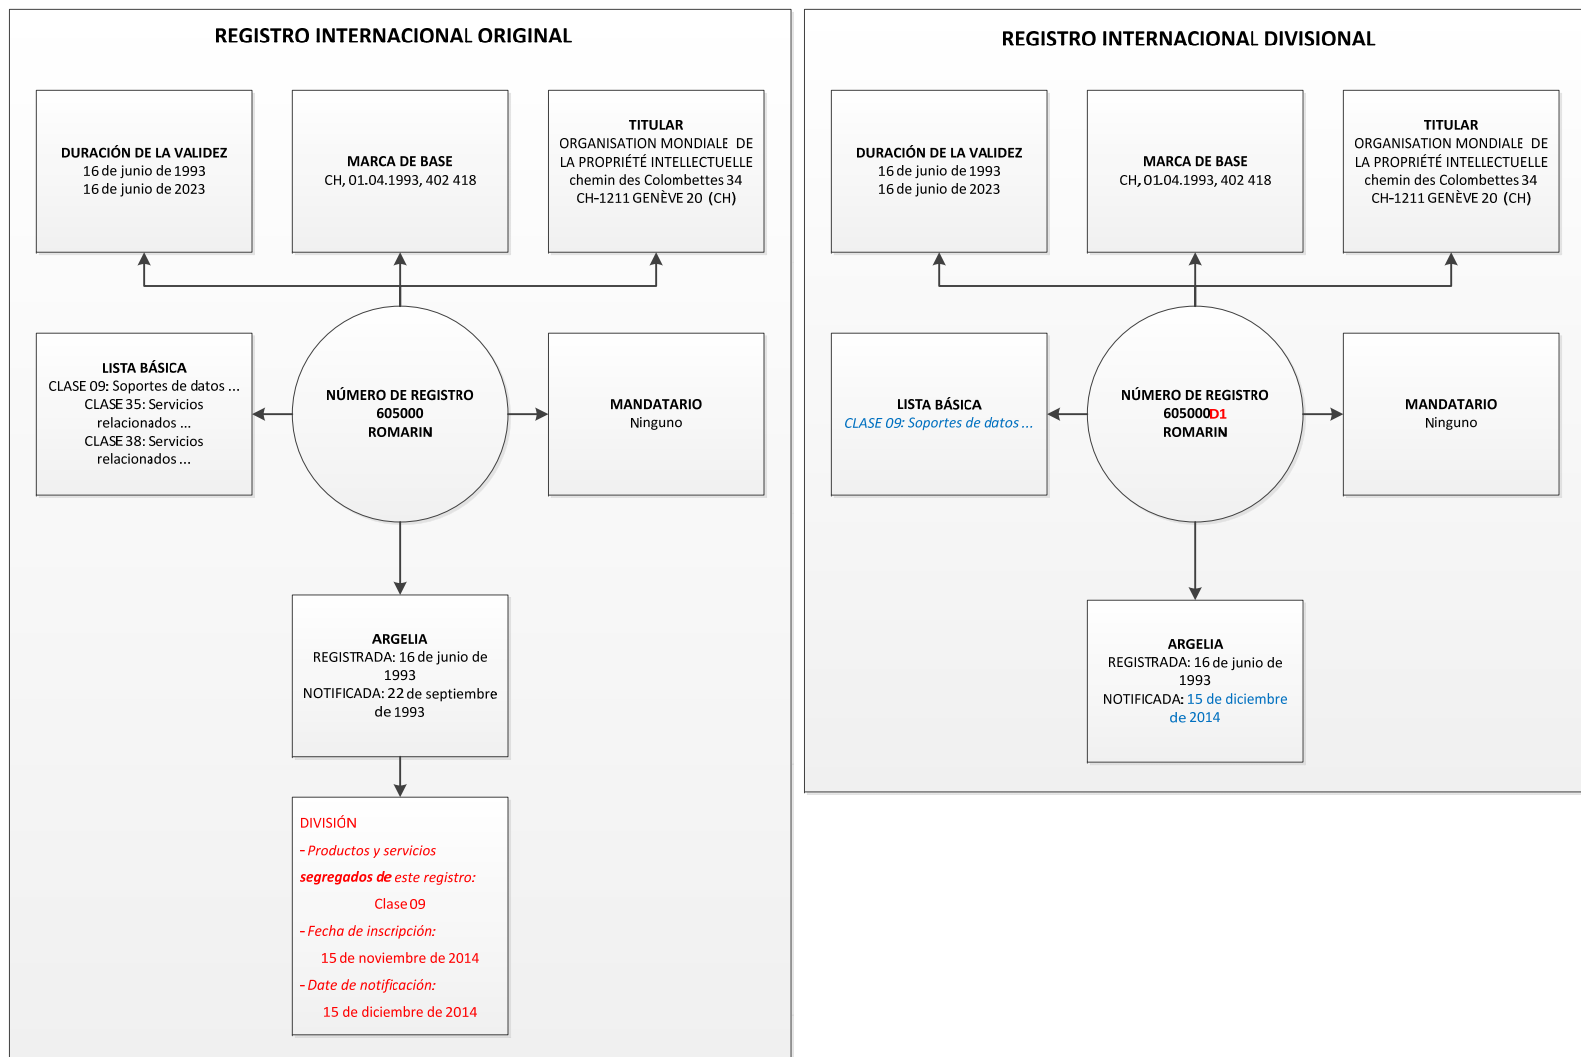 REGISTRO INTERNACIONAL ORIGINAL
DURACIÓN DE LA VALIDEZ
16 de junio de 1993
16 de junio de 2023
MARCA DE BASE
CH, 01.04.1993, 402 418
TITULAR
ORGANISATION MONDIALE DE
LA PROPRIÉTÉ INTELLECTUELLE
chemin des Colombettes 34
CH-1211 GENÈVE 20 (CH)
LISTA BÁSICA
CLASE 09: Soportes de datos ...
CLASE 35: Servicios
relacionados ...
CLASE 38: Servicios
relacionados ...
NÚMERO DE REGISTRO
605000
ROMARIN
MANDATARIO
Ninguno
ARGELIA
REGISTRADA: 16 de junio de
1993
NOTIFICADA: 22 de septiembre
de 1993
DIVISIÓN
- Productos y servicios
segregados de este registro:
Clase 09
- Fecha de inscripción:
15 de noviembre de 2014
- Date de notificación:
15 de diciembre de 2014
REGISTRO INTERNACIONAL DIVISIONAL
DURACIÓN DE LA VALIDEZ
16 de junio de 1993
16 de junio de 2023
MARCA DE BASE
CH, 01.04.1993, 402 418
TITULAR
ORGANISATION MONDIALE DE
LA PROPRIÉTÉ INTELLECTUELLE
chemin des Colombettes 34
CH-1211 GENÈVE 20 (CH)
LISTA BÁSICA
CLASE 09: Soportes de datos ...
NÚMERO DE REGISTRO
605000D1
ROMARIN
MANDATARIO
Ninguno
ARGELIA
REGISTRADA: 16 de junio de
1993
NOTIFICADA: 15 de diciembre
de 2014